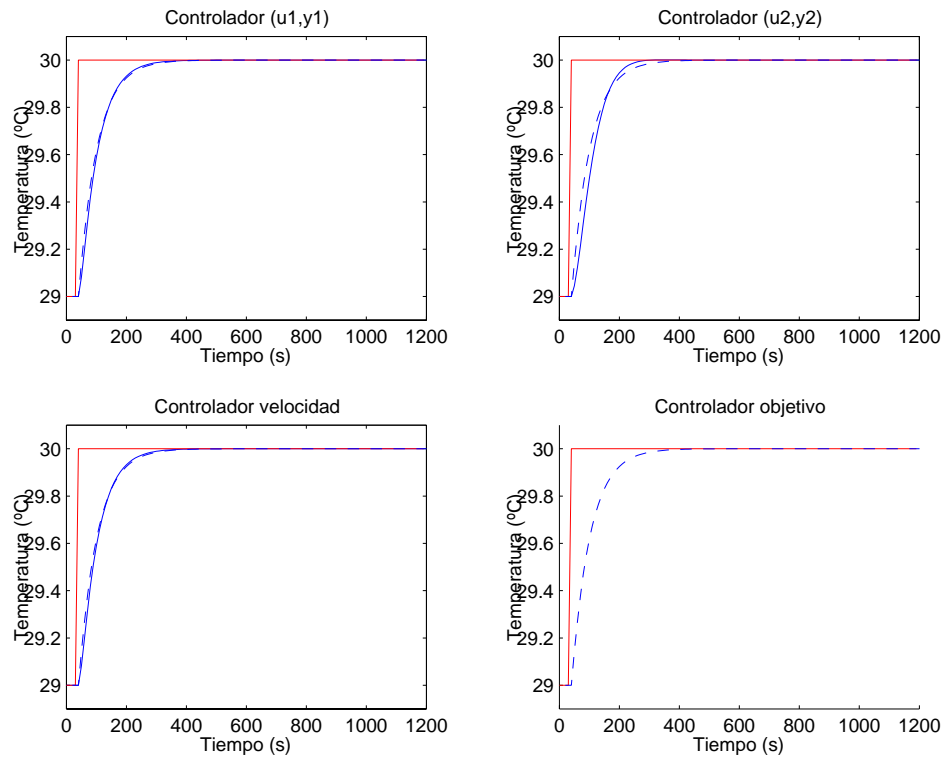 Controlador (u1,y1)
Temperatura (ºC)
30
29.8
29.6
29.4
29.2
29
0 200 400 600 800 1000 1200
Tiempo (s)
Controlador (u2,y2)
Temperatura (ºC)
30
29.8
29.6
29.4
29.2
29
0 200 400 600 800 1000 1200
Tiempo (s)
Controlador velocidad
Temperatura (ºC)
30
29.8
29.6
29.4
29.2
29
0 200 400 600 800 1000 1200
Tiempo (s)
Controlador objetivo
Temperatura (ºC)
30
29.8
29.6
29.4
29.2
29
0 200 400 600 800 1000 1200
Tiempo (s)